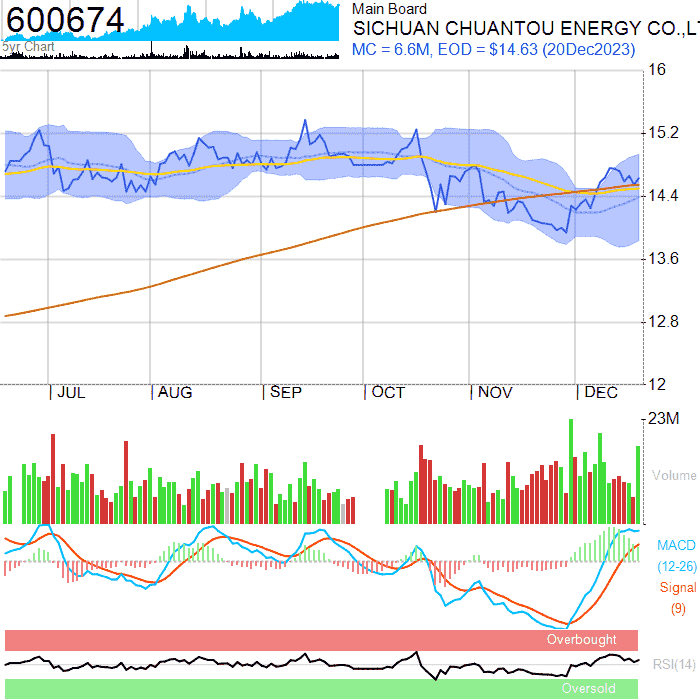 600674
5yr Chart
Main Board
SICHUAN CHUANTOU ENERGY CO.,LT
MC = 6.6M, EOD = $14.63 (20Dec2023)
16
15.2
14.4
13.6
12.8
12
JUL
AUG
SEP
OCT
NOV
DEC
23M
Volume
MACD
(12-26)
Signal
(9)
Overbought
RSI(14)
Oversold